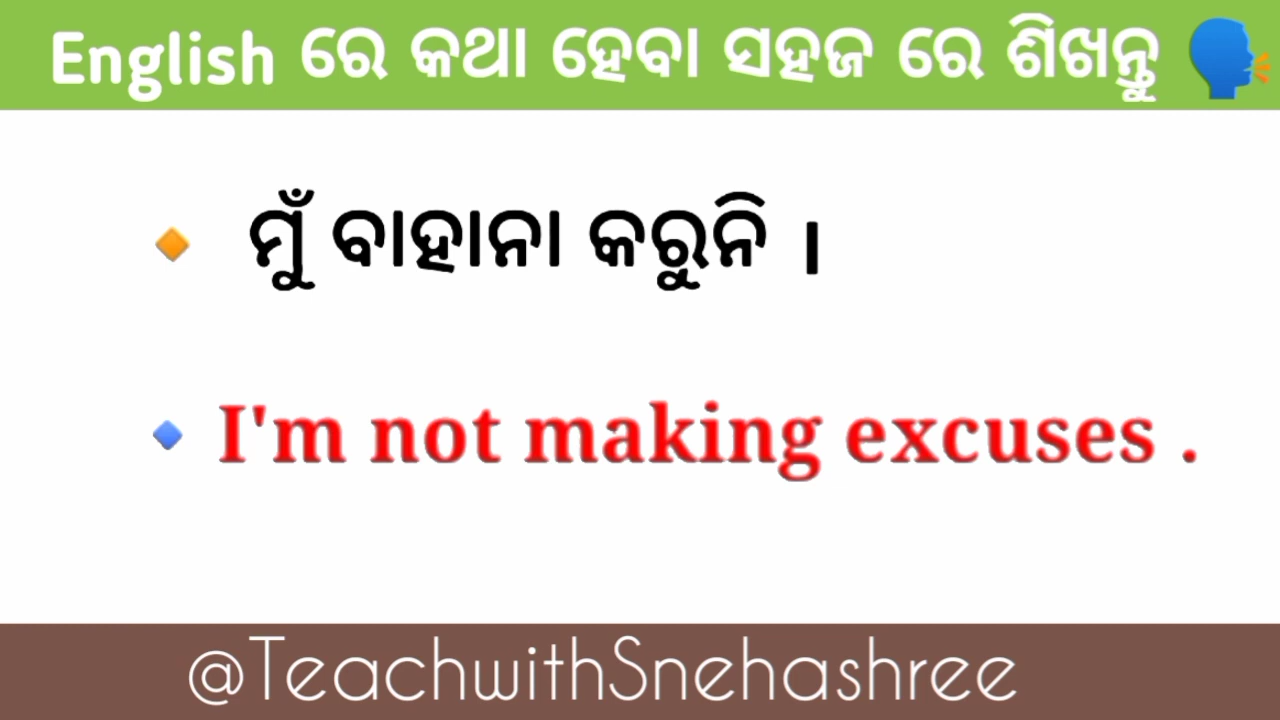 English ରେ କଥା ହେବା ସହଜ ରେ ଶିଖନ୍ତୁ
ମୁଁ ବାହାନା କରୁନି ।
I'm not making excuses .
@TeachwithSnehashree